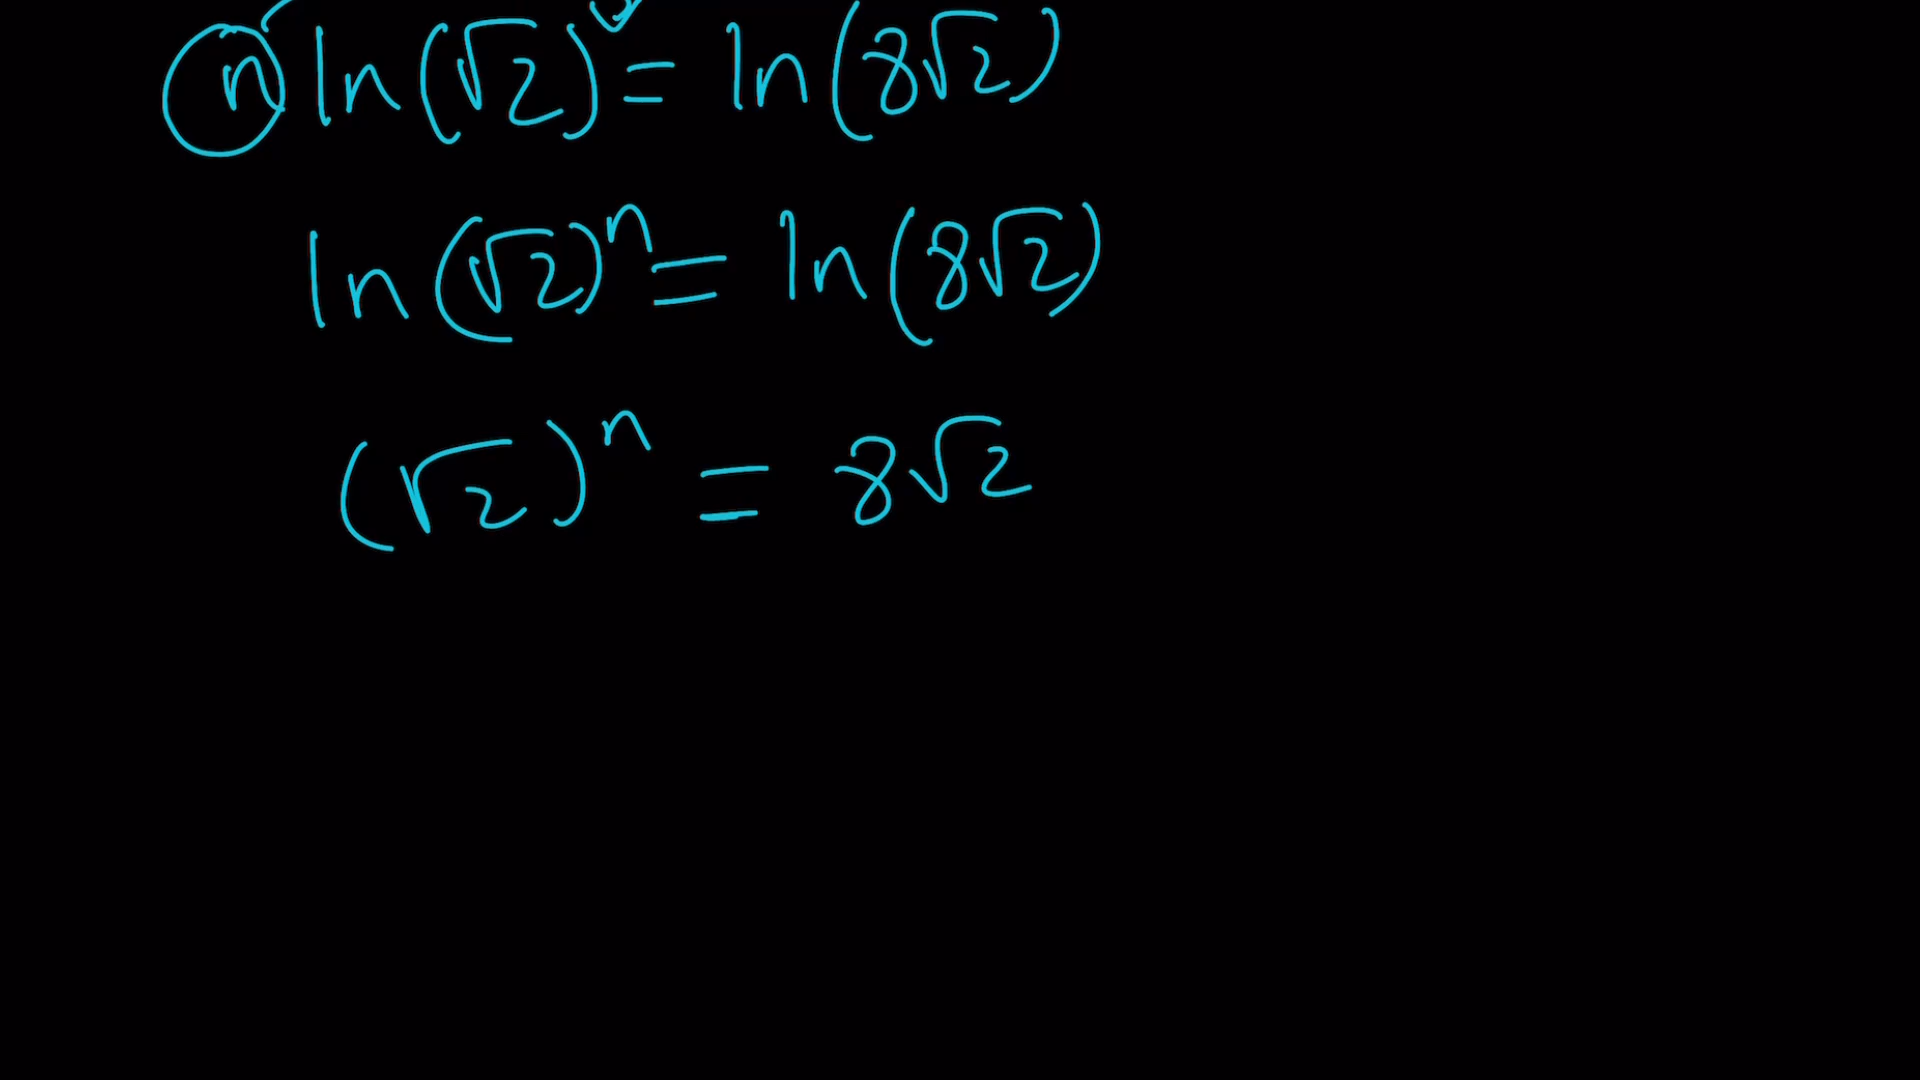 n ln(√2) = ln(8√2)
ln(√2)ⁿ = ln(8√2)
(√2)ⁿ = 8√2